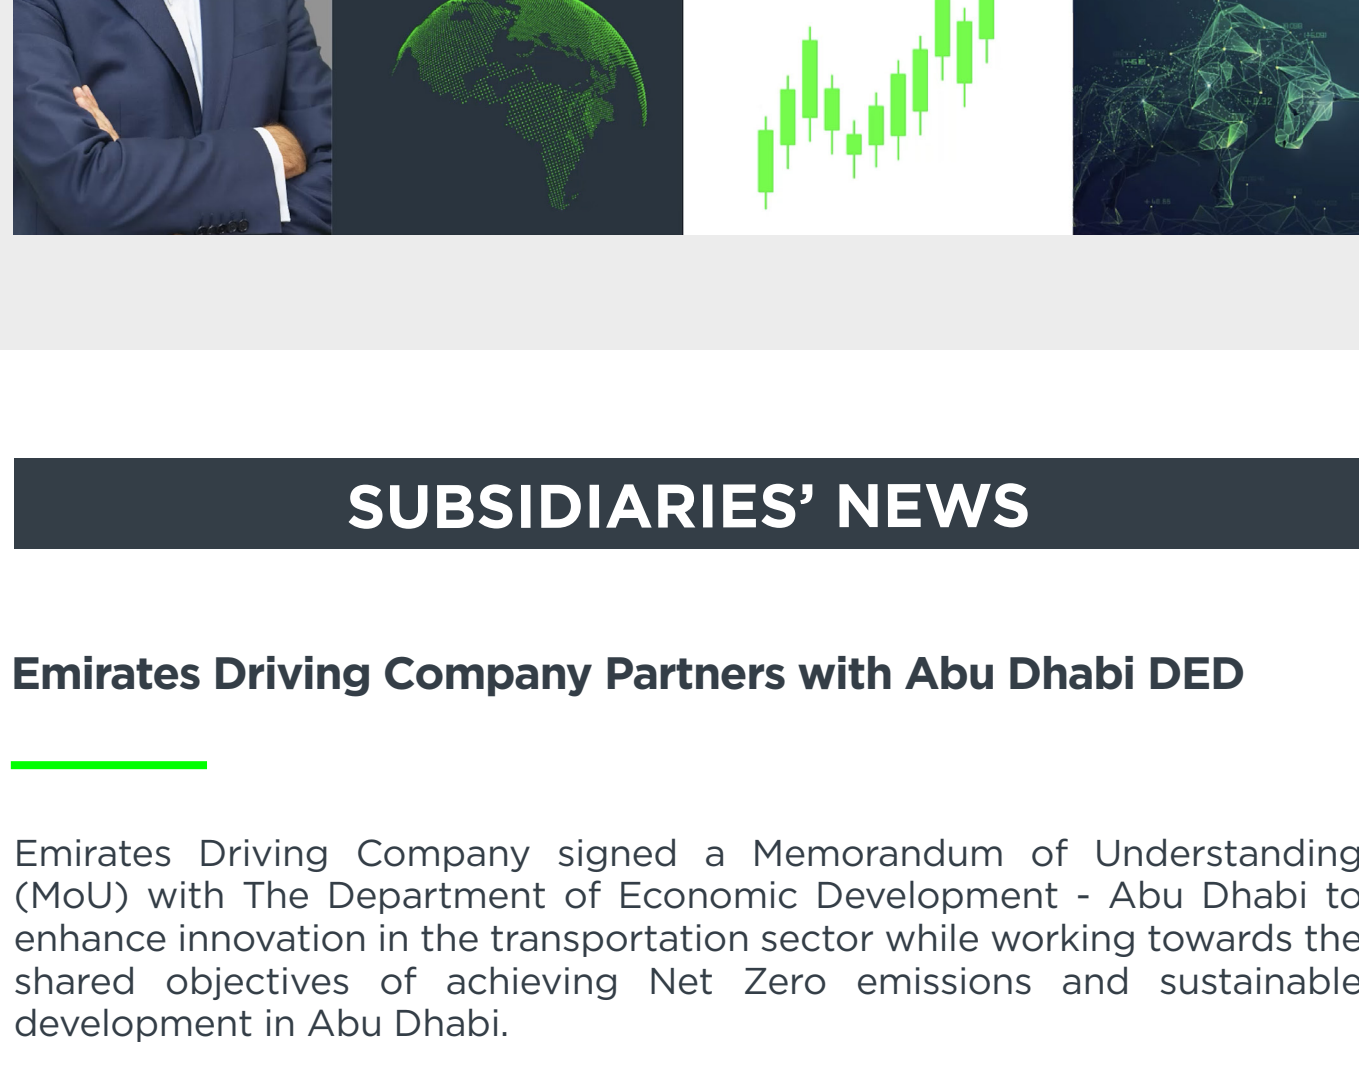 SUBSIDIARIES’ NEWS
Emirates Driving Company Partners with Abu Dhabi DED
Emirates Driving Company signed a Memorandum of Understanding
(MoU) with The Department of Economic Development - Abu Dhabi to
enhance innovation in the transportation sector while working towards the
shared objectives of achieving Net Zero emissions and sustainable
development in Abu Dhabi.